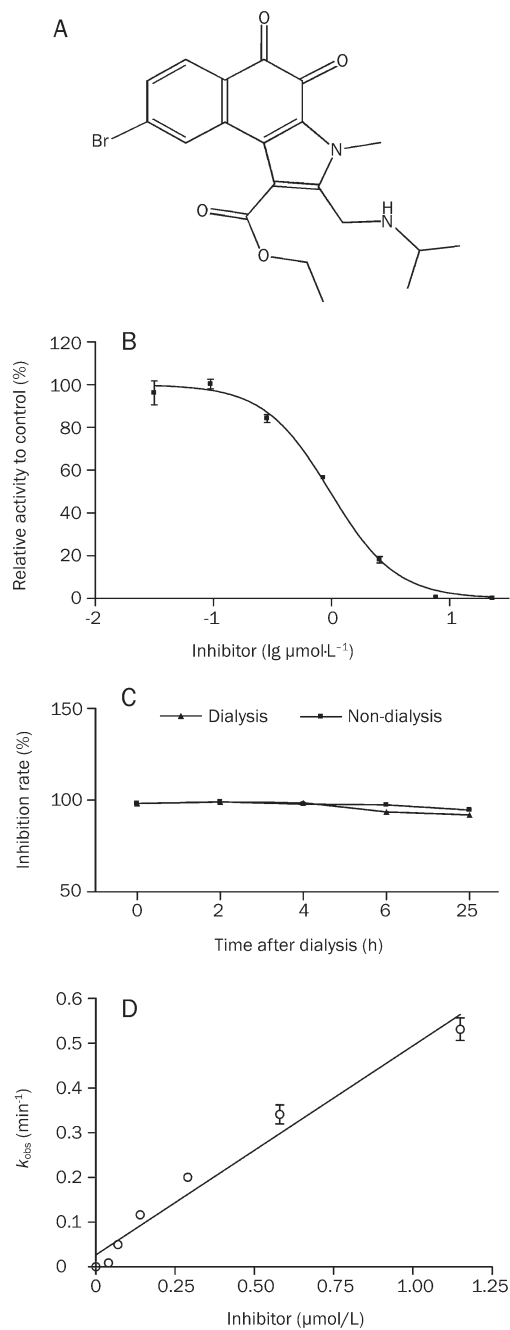 A
O
O
Br
N
O
H
N
O
B
120
100
80
60
40
20
0
-2 -1 0 1
Relative activity to control (%)
Inhibitor (lg µmol·L⁻¹)
C
150
Dialysis Non-dialysis
100
50
0 2 4 6 25
Inhibition rate (%)
Time after dialysis (h)
D
0.6
0.5
0.4
0.3
0.2
0.1
0
0 0.25 0.50 0.75 1.00 1.25
kobs (min⁻¹)
Inhibitor (µmol/L)